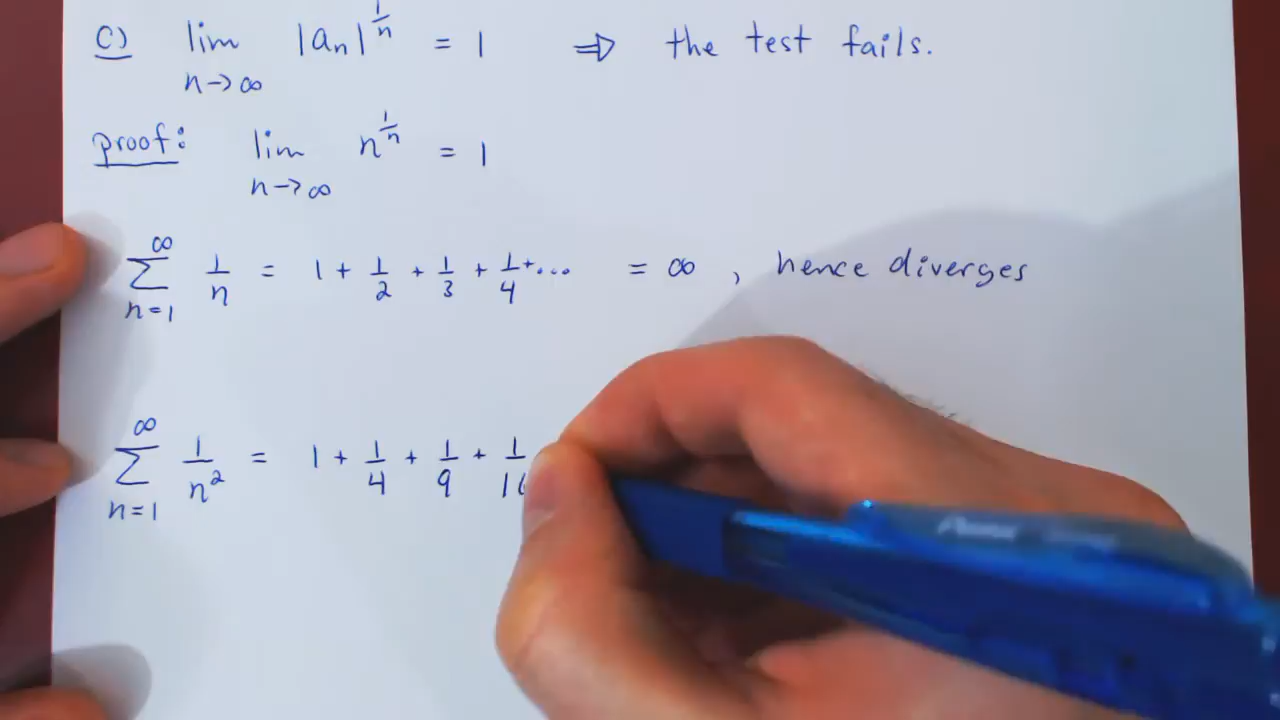 c) lim n→∞ |aₙ|^(1/n) = 1 ⇒ the test fails.
proof: lim n→∞ n^(1/n) = 1
∞ Σ n=1 1/n = 1 + 1/2 + 1/3 + 1/4 + ... = ∞ , hence diverges
∞ Σ n=1 1/n² = 1 + 1/4 + 1/9 + 1/16